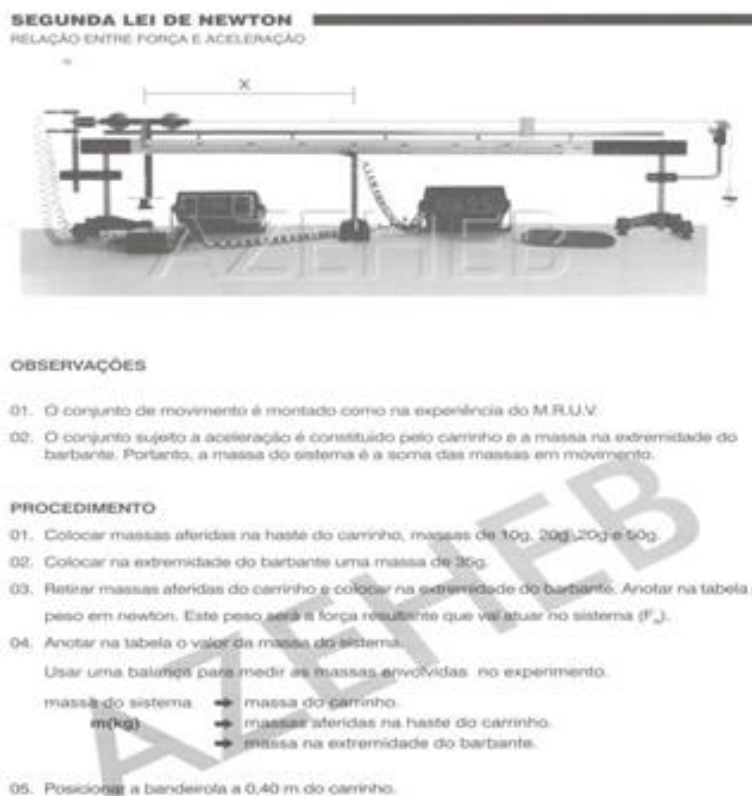 SEGUNDA LEI DE NEWTON
RELAÇÃO ENTRE FORÇA E ACELERAÇÃO
X
AZEHEB
OBSERVAÇÕES
01. O conjunto de movimento é montado como na experiência do M.R.U.V.
02. O conjunto sujeito a aceleração é constituído pelo carrinho e a massa na extremidade do
barbante. Portanto, a massa do sistema é a soma das massas em movimento.
PROCEDIMENTO
01. Colocar massas aferidas na haste do carrinho, massas de 10g, 20g, 20g e 50g.
02. Colocar na extremidade do barbante uma massa de 35g.
03. Retirar massas aferidas do carrinho e colocar na extremidade do barbante. Anotar na tabela
peso em newton. Este peso será a força resultante que vai atuar no sistema
04. Anotar na tabela o valor da massa do sistema.
Usar uma balança para medir as massas envolvidas no experimento.
massa do sistema ➡ massa do carrinho.
m(kg) ➡ massas aferidas na haste do carrinho.
➡ massa na extremidade do barbante.
05. Posicionar a bandeirola a 0,40 m do carrinho.
AZEHEB